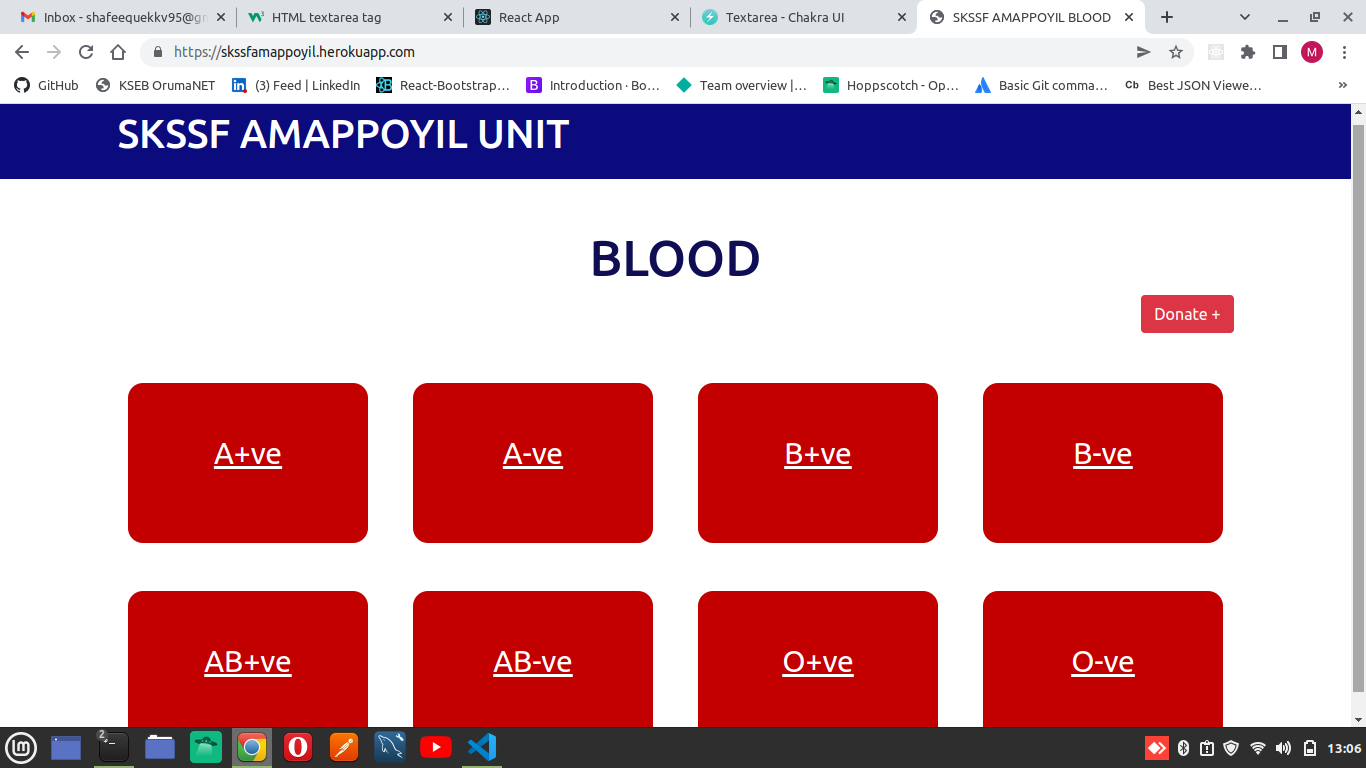 Inbox - shafeequekkv95@g
HTML textarea tag
React App
Textarea - Chakra UI
SKSSF AMAPPOYIL BLOOD
https://skssfamappoyil.herokuapp.com
M
GitHub
KSEB OrumaNET
(3) Feed | LinkedIn
React-Bootstrap…
Introduction · Bo…
Team overview |…
Hoppscotch - Op…
Basic Git comma…
Cb Best JSON Viewe…
»
SKSSF AMAPPOYIL UNIT
BLOOD
Donate +
A+ve
A-ve
B+ve
B-ve
AB+ve
AB-ve
O+ve
O-ve
2
13:06